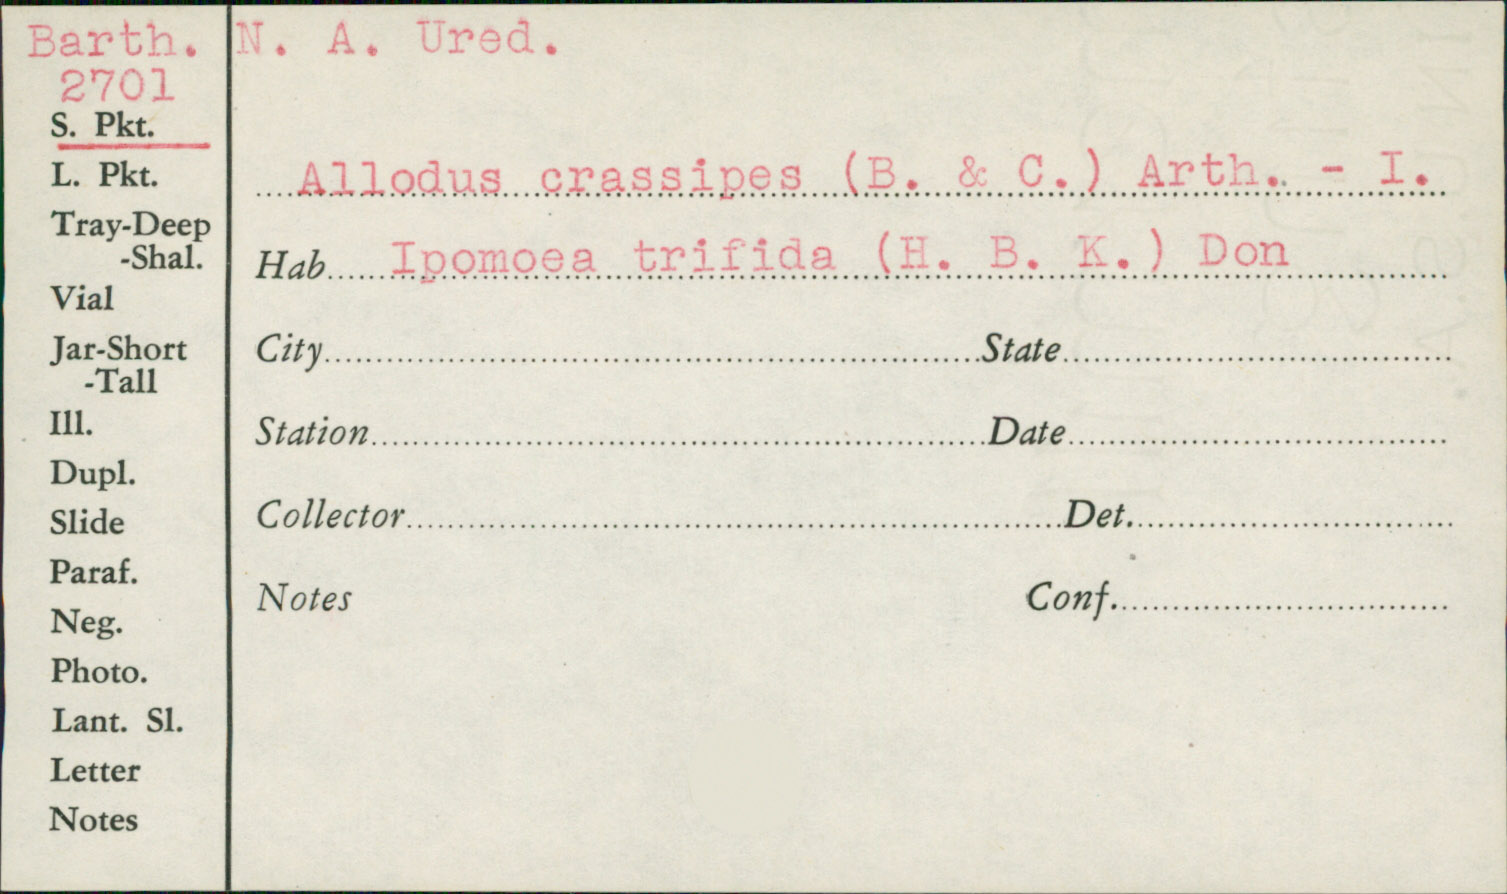 Barth. N. A. Ured.
2701
S. Pkt.
L. Pkt.
Tray-Deep
-Shal.
Vial
Jar-Short
-Tall
Ill.
Dupl.
Slide
Paraf.
Neg.
Photo.
Lant. Sl.
Letter
Notes
Allodus crassipes (B. & C.) Arth. - I.
Hab. Ipomoea trifida (H. B. K.) Don
City State
Station Date
Collector Det.
Notes Conf.